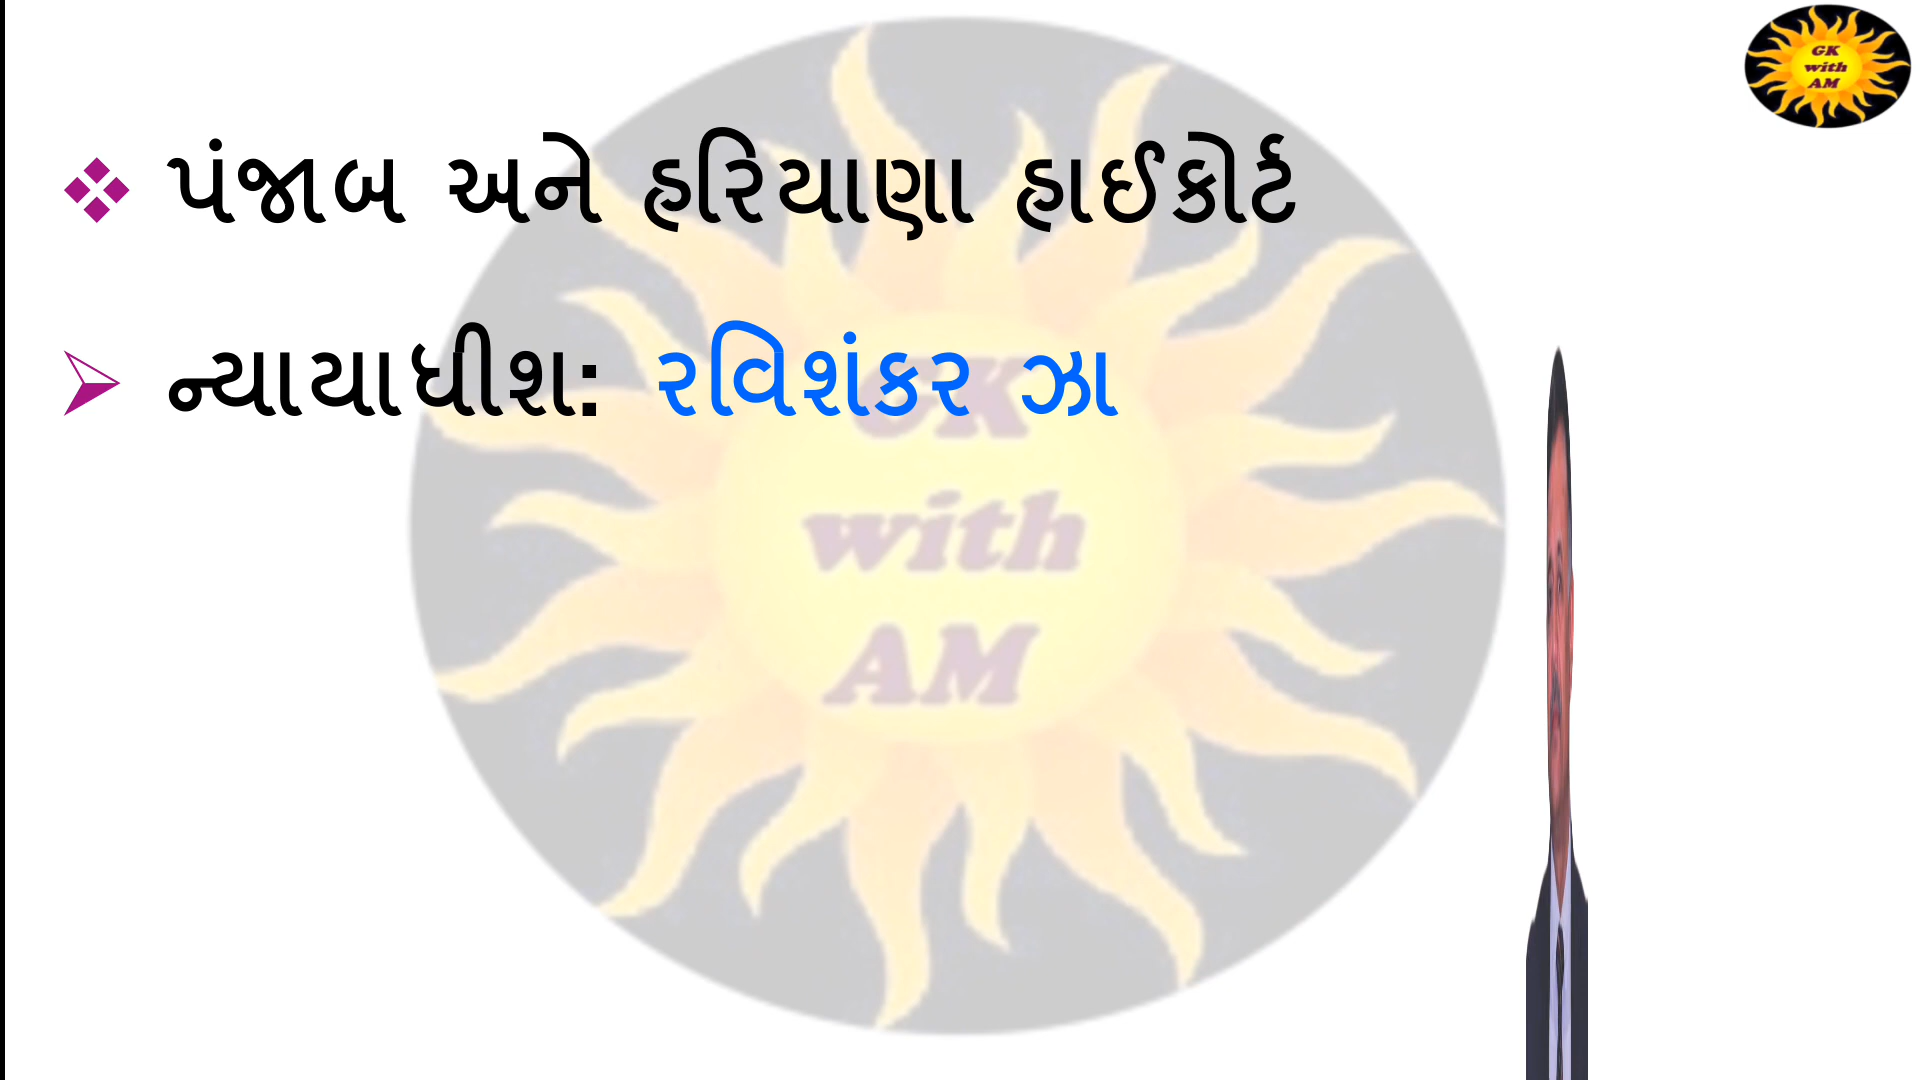 GK
with
AM
પંજાબ અને હરિયાણા હાઈકોર્ટ
ન્યાયાધીશ: રવિશંકર ઝા
GK
with
AM